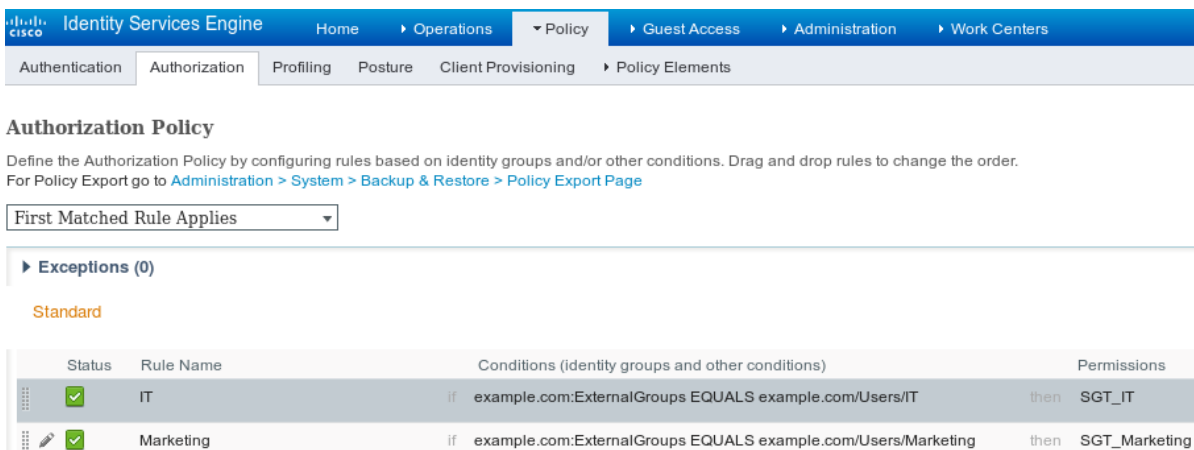 cisco Identity Services Engine Home Operations Policy Guest Access Administration Work Centers
Authentication Authorization Profiling Posture Client Provisioning Policy Elements
Authorization Policy
Define the Authorization Policy by configuring rules based on identity groups and/or other conditions. Drag and drop rules to change the order.
For Policy Export go to Administration > System > Backup & Restore > Policy Export Page
First Matched Rule Applies
Exceptions (0)
Standard
Status Rule Name Conditions (identity groups and other conditions) Permissions
IT if example.com:ExternalGroups EQUALS example.com/Users/IT then SGT_IT
Marketing if example.com:ExternalGroups EQUALS example.com/Users/Marketing then SGT_Marketing